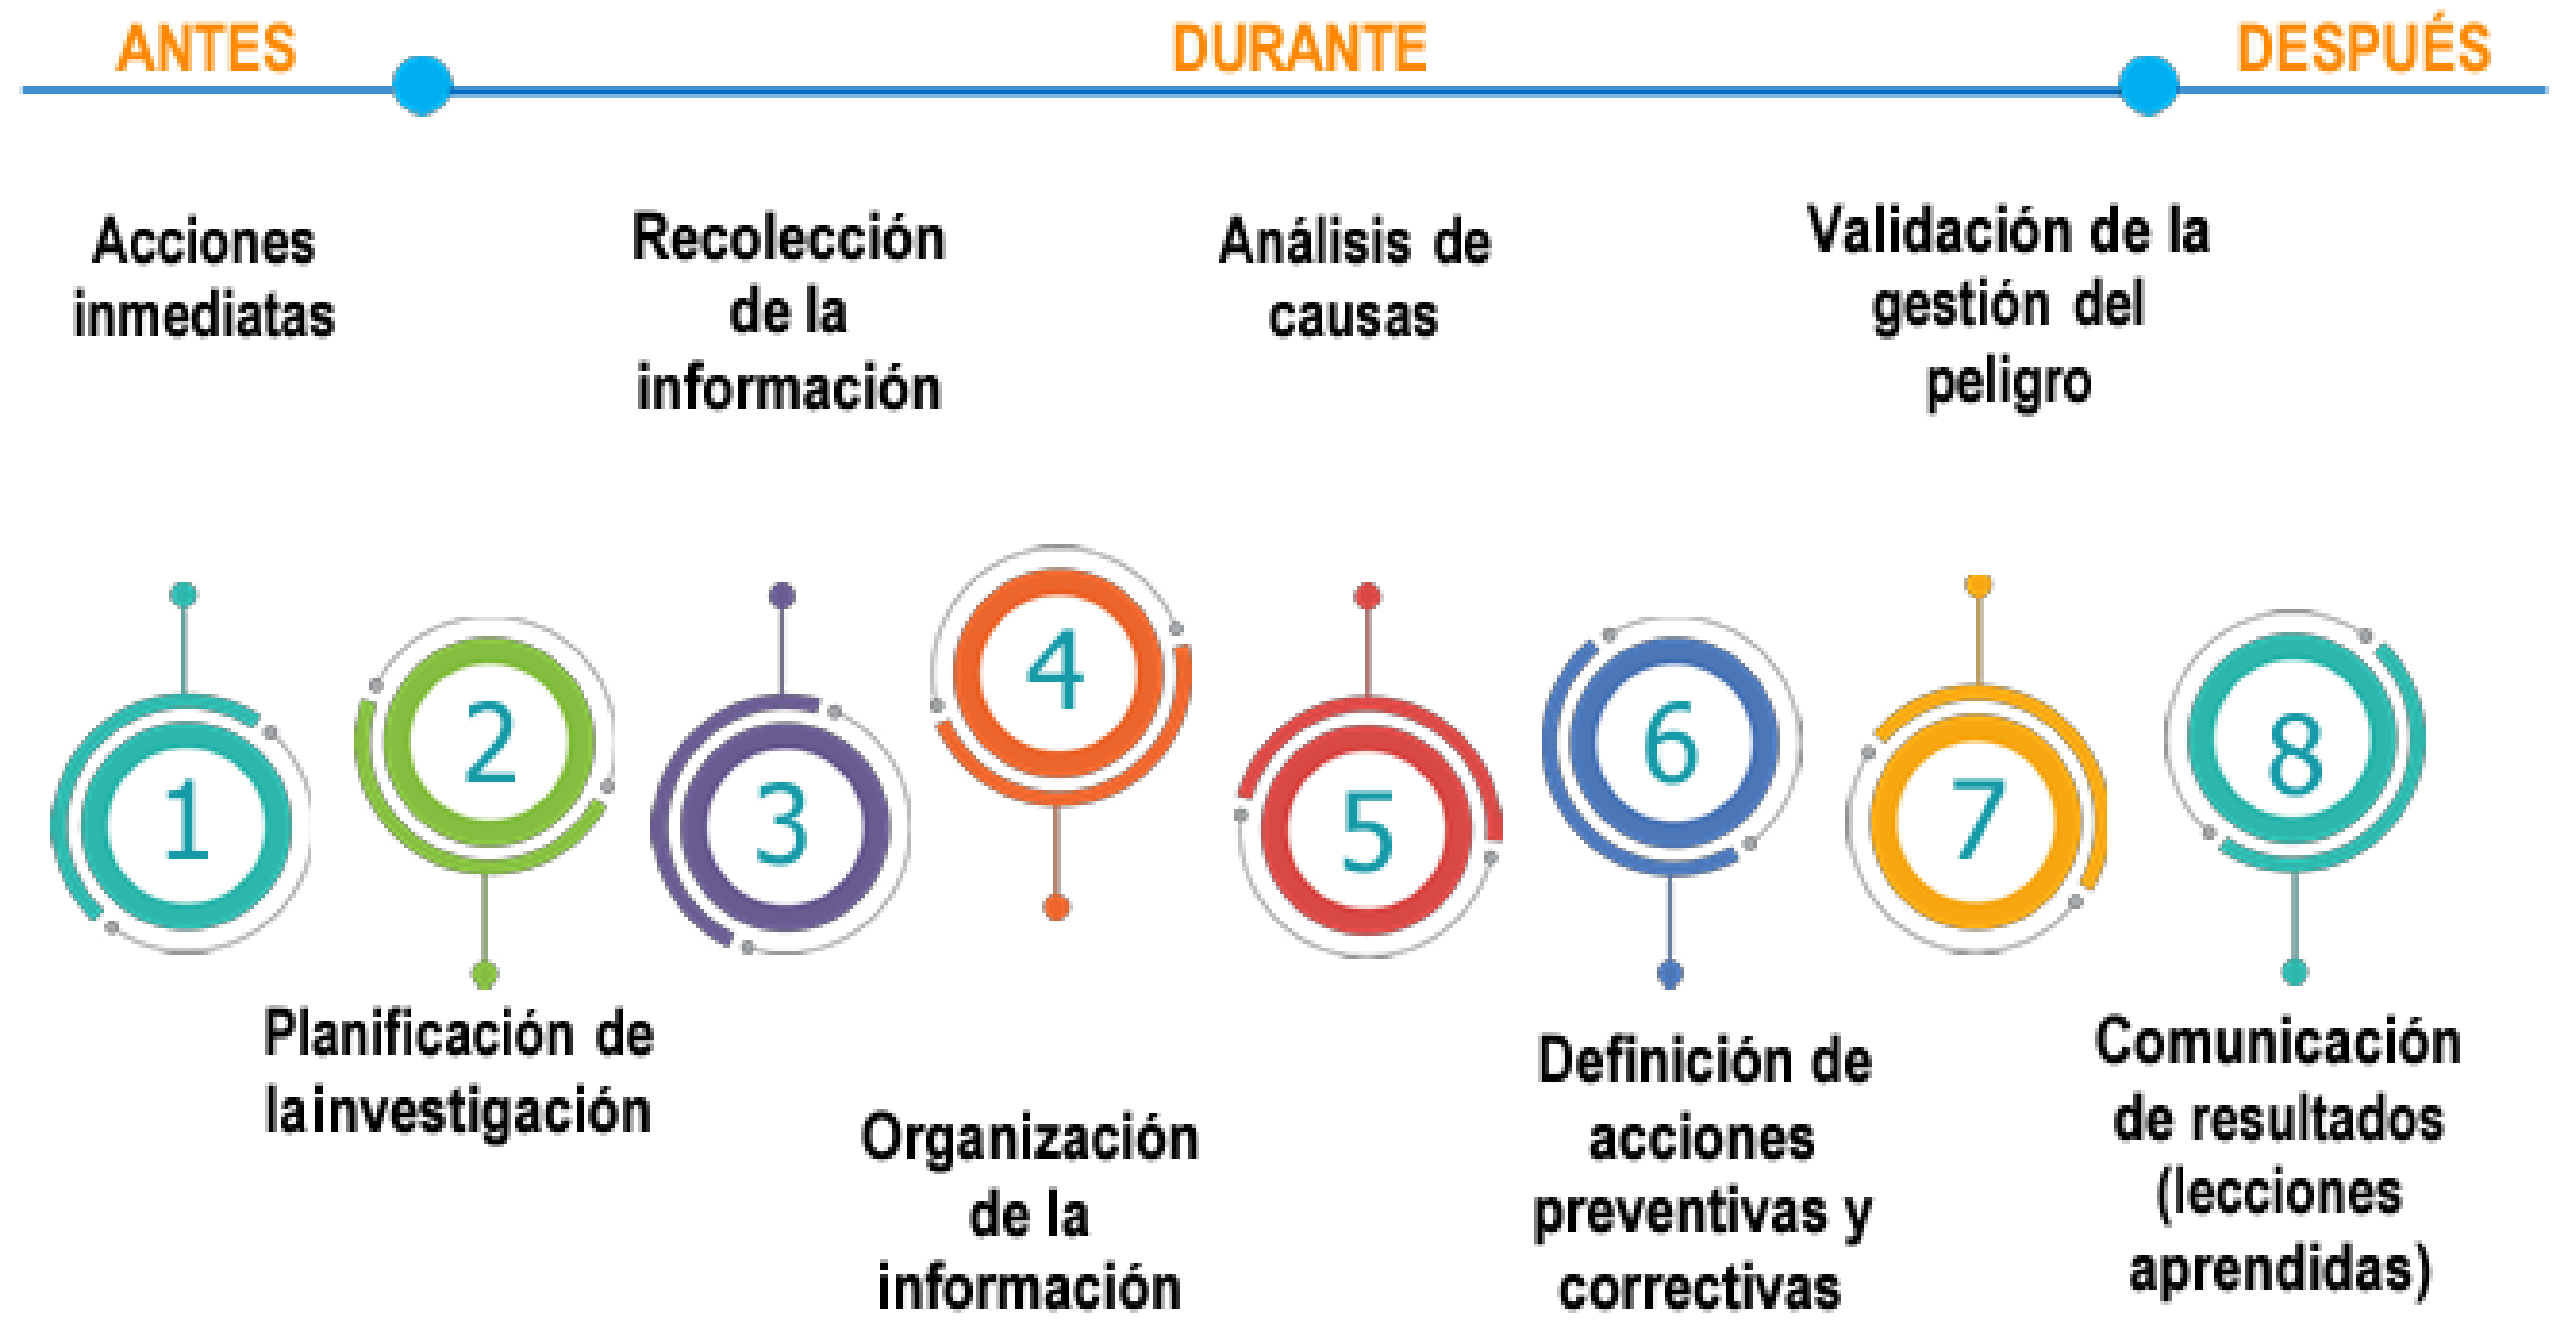 ANTES
DURANTE
DESPUÉS
Acciones
inmediatas
Recolección
de la
información
Análisis de
causas
Validación de la
gestión del
peligro
1
2
3
4
5
6
7
8
Planificación de
lainvestigación
Organización
de la
información
Definición de
acciones
preventivas y
correctivas
Comunicación
de resultados
(lecciones
aprendidas)